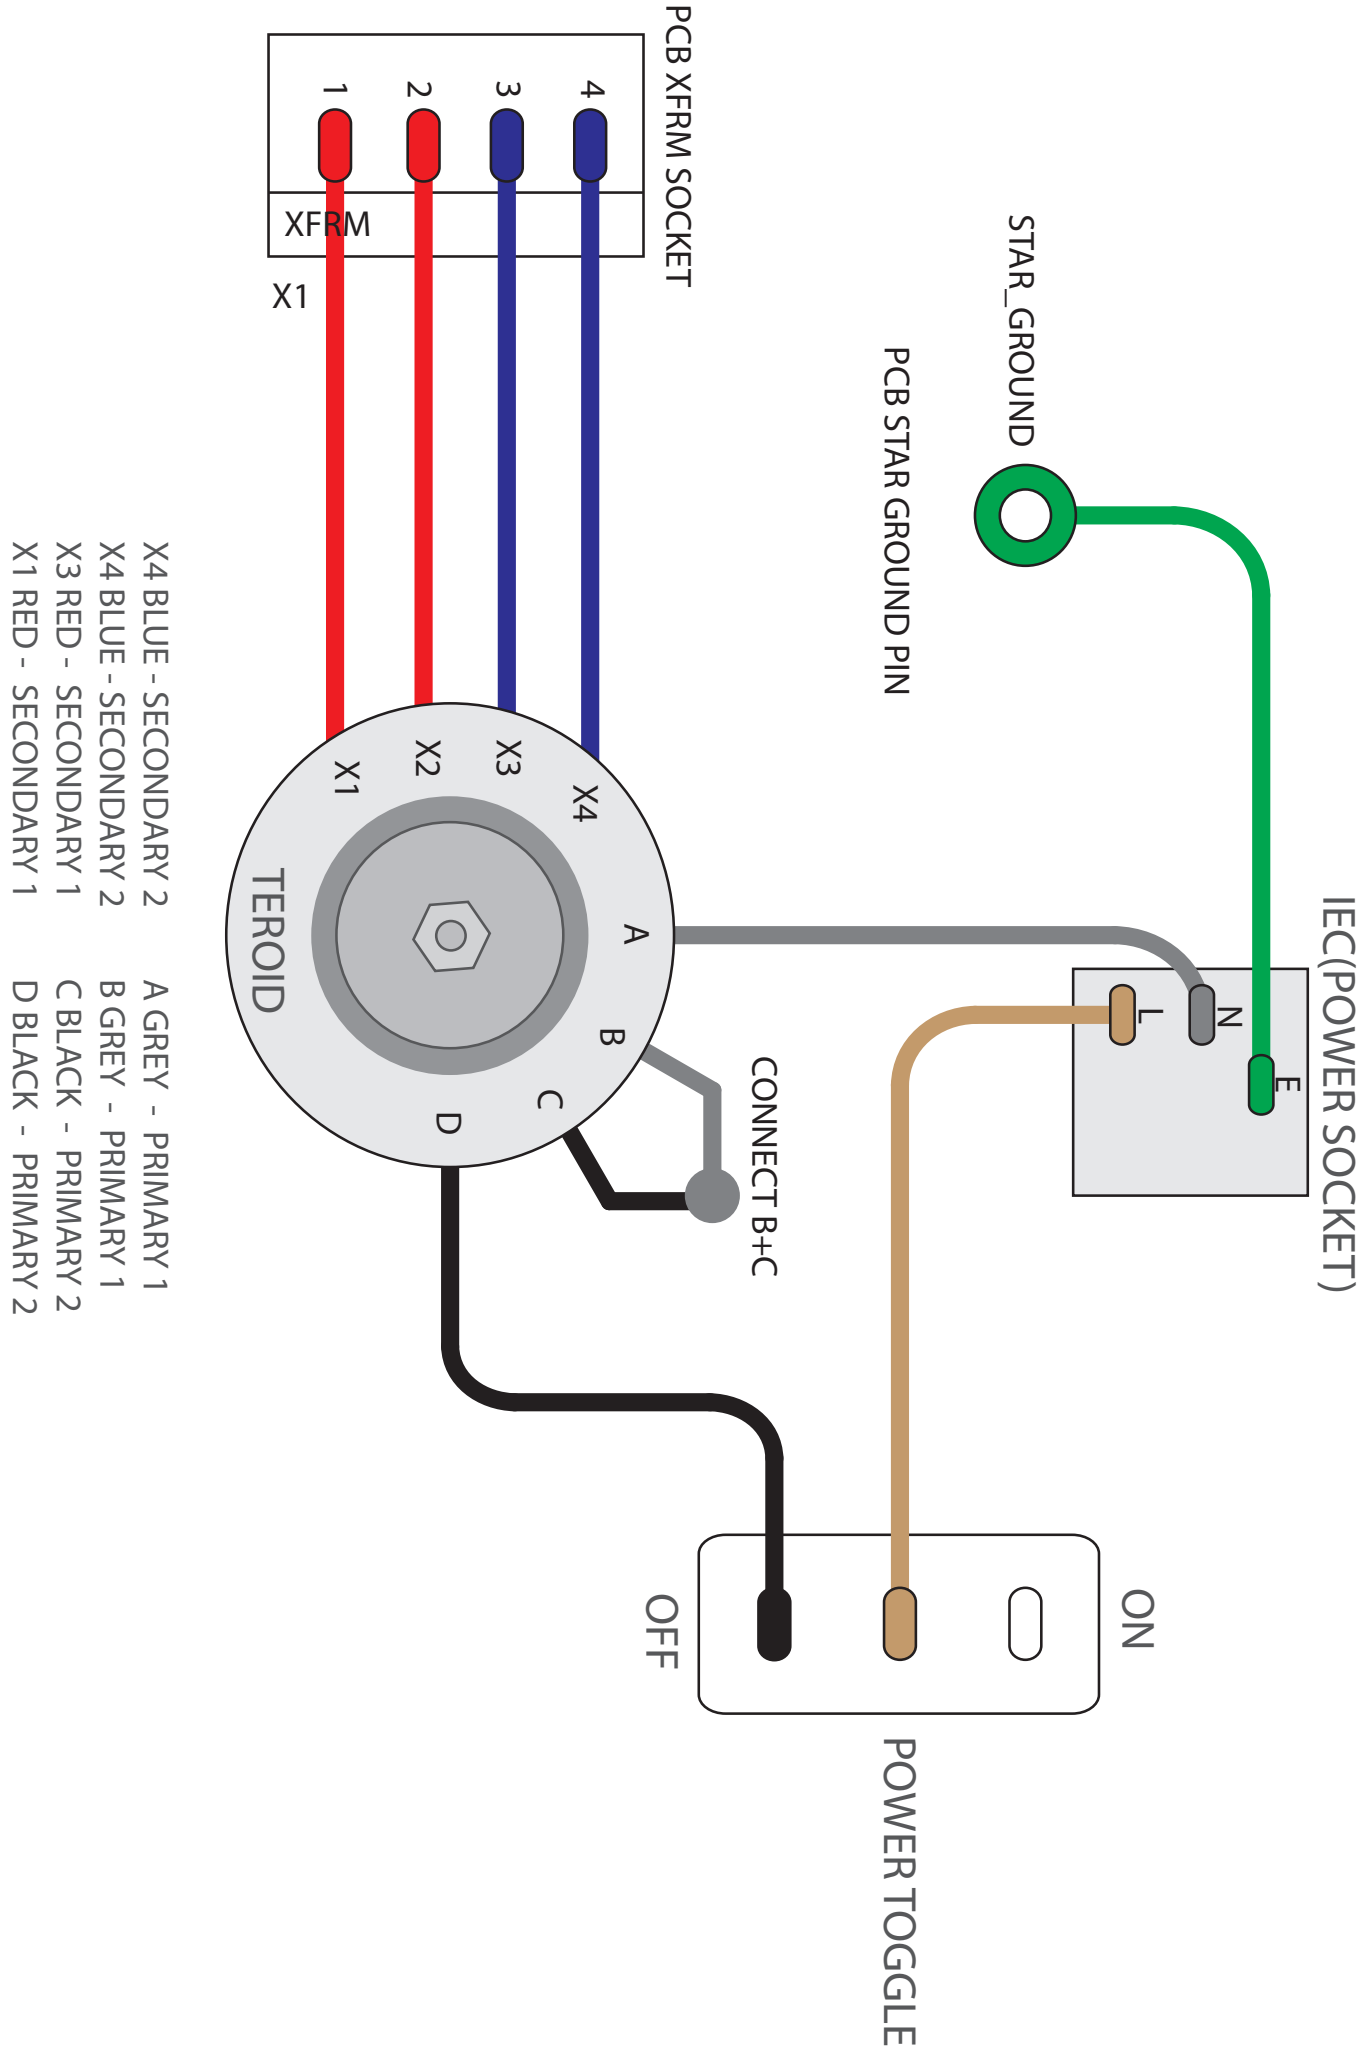 IEC(POWER SOCKET)
E
N
L
STAR_GROUND
PCB STAR GROUND PIN
PCB XFRM SOCKET
4
3
2
1
XFRM
X1
X4
X3
X2
X1
A
B
C
D
TEROID
CONNECT B+C
ON
OFF
POWER TOGGLE
X4 BLUE - SECONDARY 2
X4 BLUE - SECONDARY 2
X3 RED - SECONDARY 1
X1 RED - SECONDARY 1
A GREY - PRIMARY 1
B GREY - PRIMARY 1
C BLACK - PRIMARY 2
D BLACK - PRIMARY 2